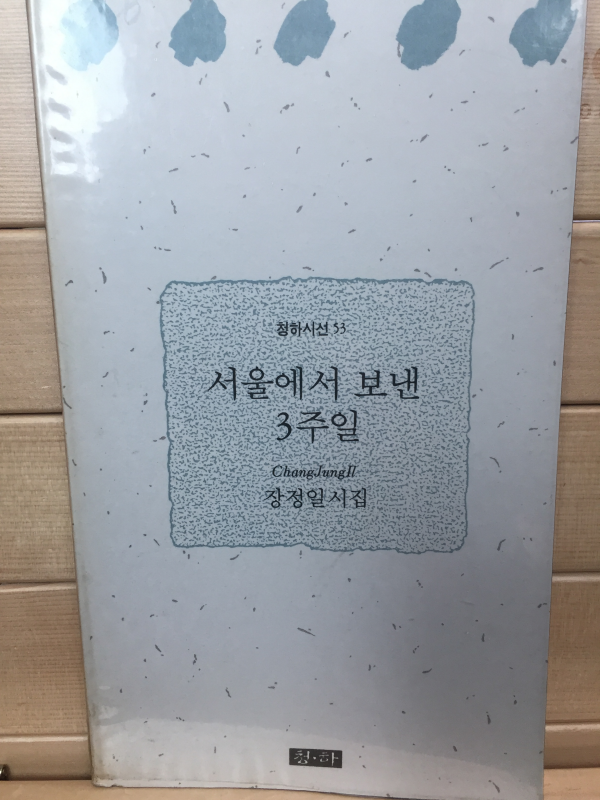 청하시선 53
서울에서 보낸
3주일
ChangJungIl
장정일시집
청·하